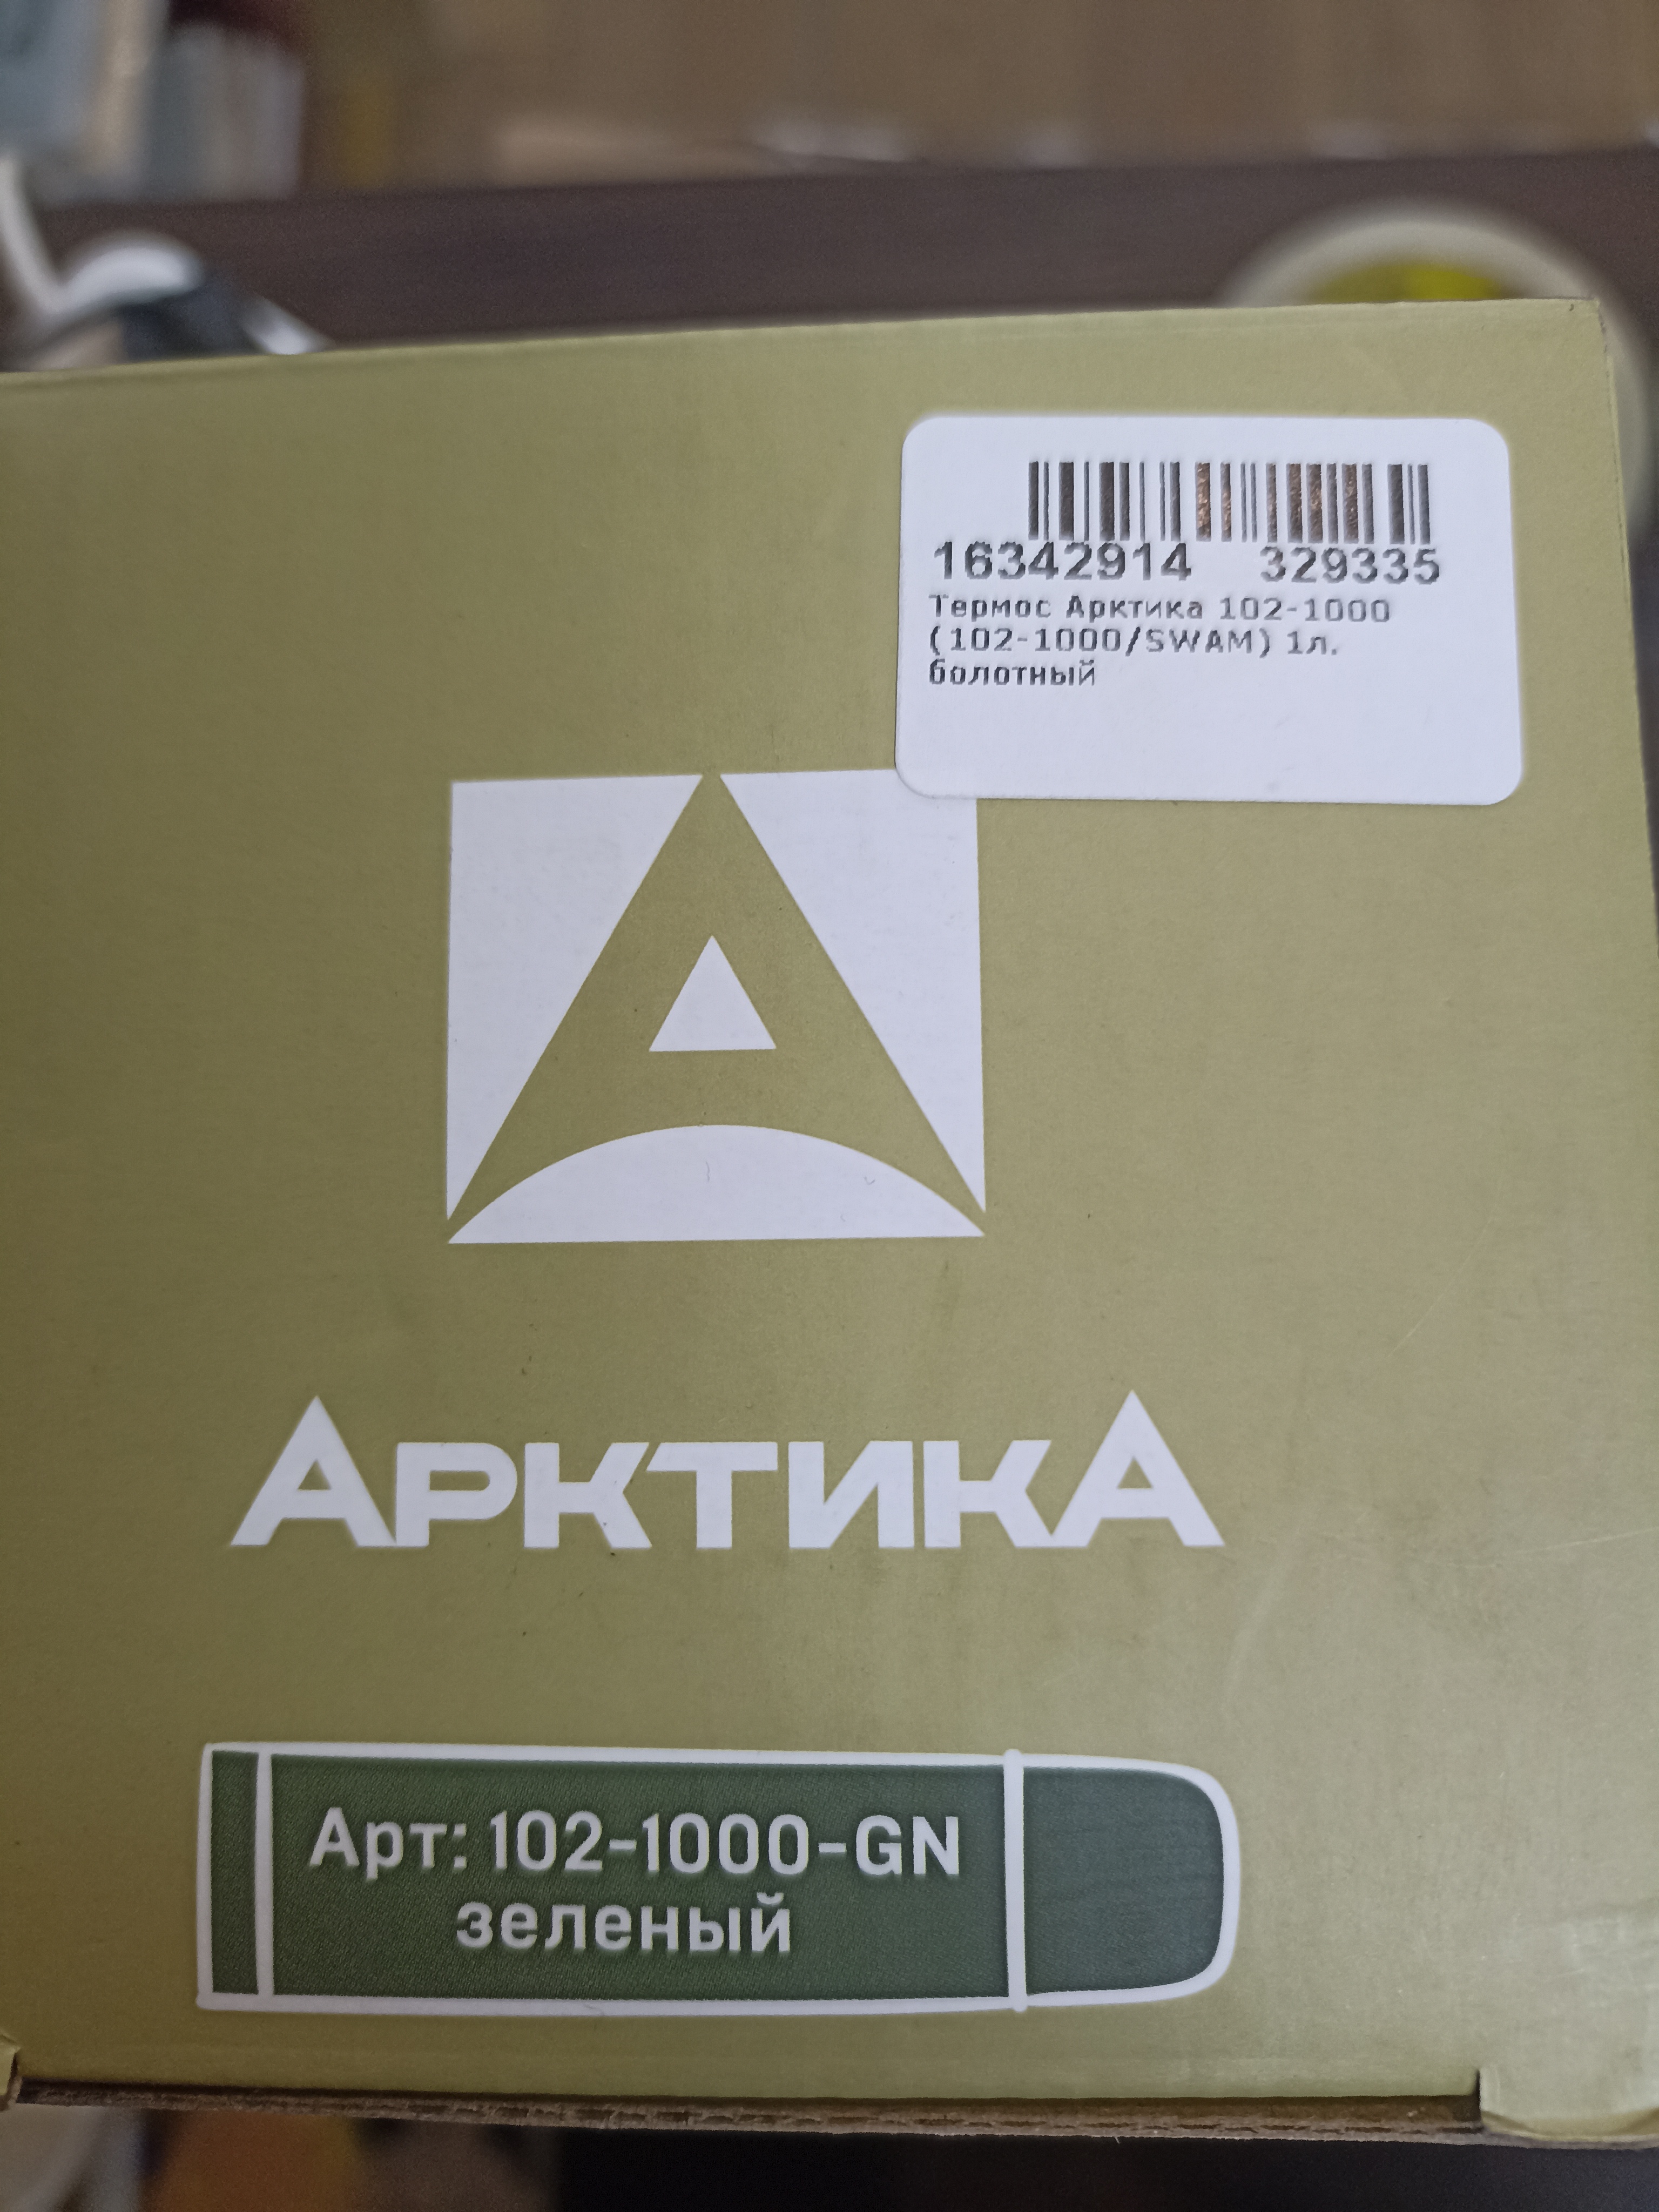 16342914 329335
Термос Арктика 102-1000
(102-1000/SWAM) 1л.
болотный
АРКТИКА
Арт: 102-1000-GN
зеленый